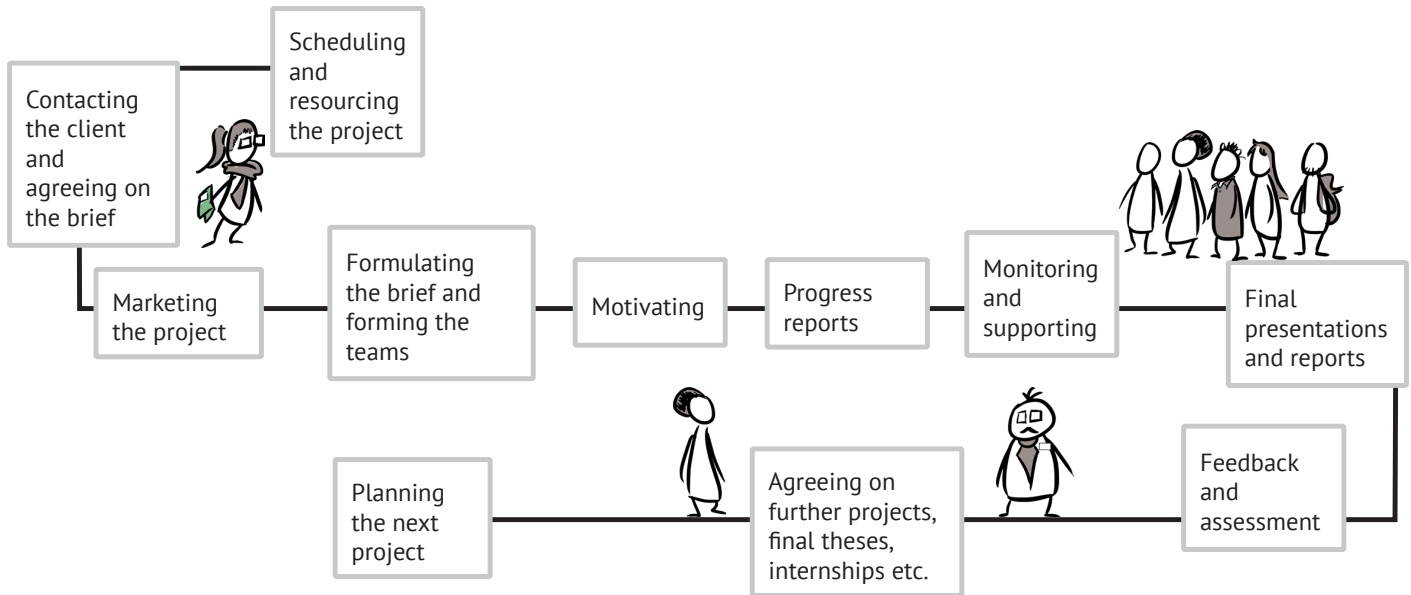 Scheduling
and
resourcing
the project
Contacting
the client
and
agreeing on
the brief
Marketing
the project
Formulating
the brief and
forming the
teams
Motivating
Progress
reports
Monitoring
and
supporting
Final
presentations
and reports
Feedback
and
assessment
Agreeing on
further projects,
final theses,
internships etc.
Planning
the next
project